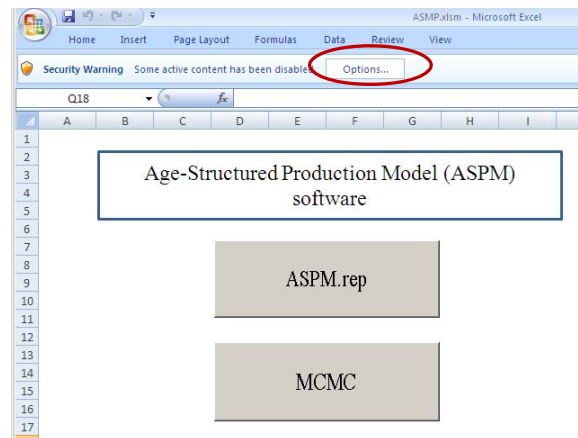 ASMP.xlsm - Microsoft Excel
Home Insert Page Layout Formulas Data Review View
Security Warning Some active content has been disabled Options...
Q18 fx
A B C D E F G H I
1
2
3
4
5
6
7
8
9
10
11
12
13
14
15
16
17
Age-Structured Production Model (ASPM)
software
ASPM.rep
MCMC